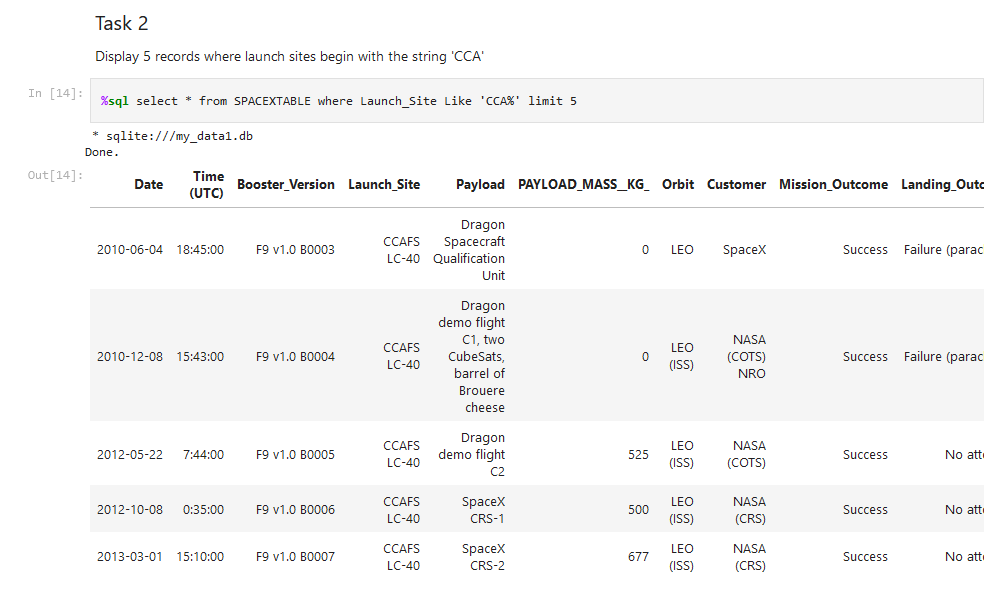 Task 2
Display 5 records where launch sites begin with the string 'CCA'
In [14]:
%sql select * from SPACEXTABLE where Launch_Site Like 'CCA%' limit 5
* sqlite:///my_data1.db
Done.
Out[14]:
Date Time (UTC) Booster_Version Launch_Site Payload PAYLOAD_MASS__KG_ Orbit Customer Mission_Outcome Landing_Outc
2010-06-04 18:45:00 F9 v1.0 B0003 CCAFS LC-40 Dragon Spacecraft Qualification Unit 0 LEO SpaceX Success Failure (parac
2010-12-08 15:43:00 F9 v1.0 B0004 CCAFS LC-40 Dragon demo flight C1, two CubeSats, barrel of Brouere cheese 0 LEO (ISS) NASA (COTS) NRO Success Failure (parac
2012-05-22 7:44:00 F9 v1.0 B0005 CCAFS LC-40 Dragon demo flight C2 525 LEO (ISS) NASA (COTS) Success No atte
2012-10-08 0:35:00 F9 v1.0 B0006 CCAFS LC-40 SpaceX CRS-1 500 LEO (ISS) NASA (CRS) Success No atte
2013-03-01 15:10:00 F9 v1.0 B0007 CCAFS LC-40 SpaceX CRS-2 677 LEO (ISS) NASA (CRS) Success No atte